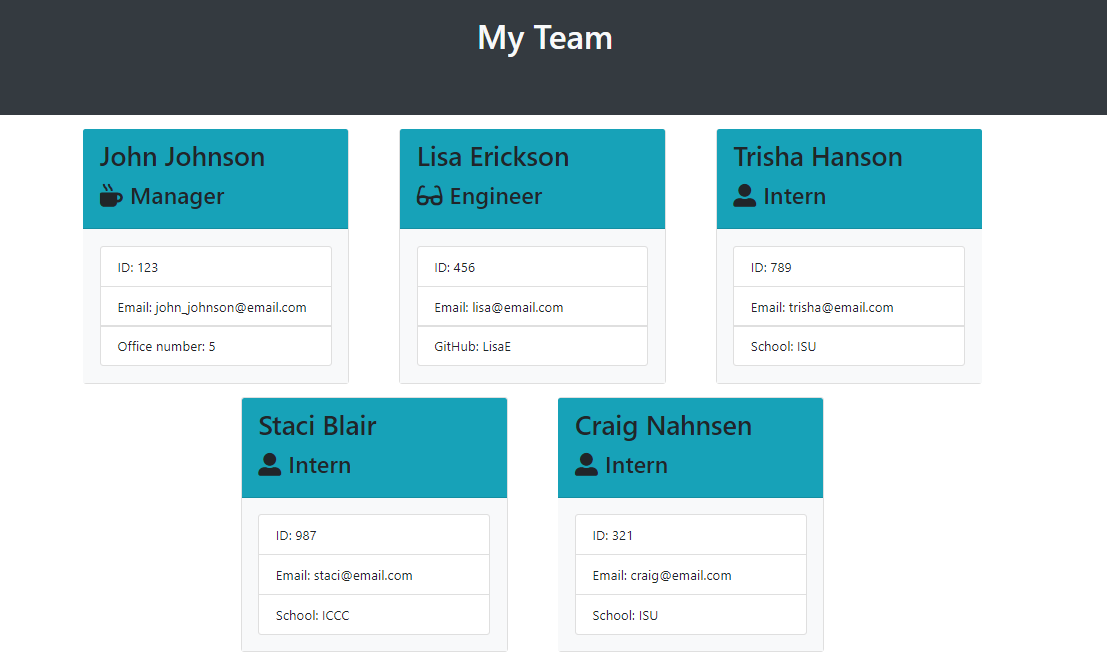 My Team
John Johnson
Manager
ID: 123
Email: john_johnson@email.com
Office number: 5
Lisa Erickson
Engineer
ID: 456
Email: lisa@email.com
GitHub: LisaE
Trisha Hanson
Intern
ID: 789
Email: trisha@email.com
School: ISU
Staci Blair
Intern
ID: 987
Email: staci@email.com
School: ICCC
Craig Nahnsen
Intern
ID: 321
Email: craig@email.com
School: ISU